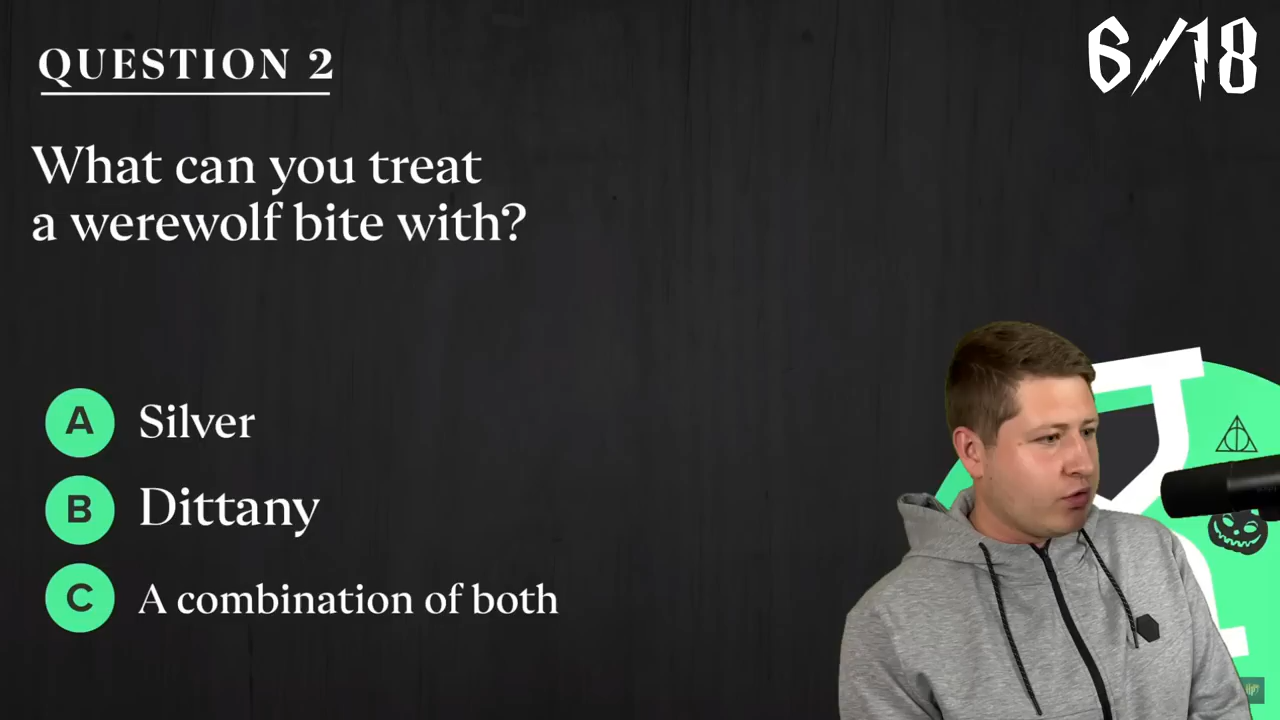 QUESTION 2
6/18
What can you treat
a werewolf bite with?
A Silver
B Dittany
C A combination of both